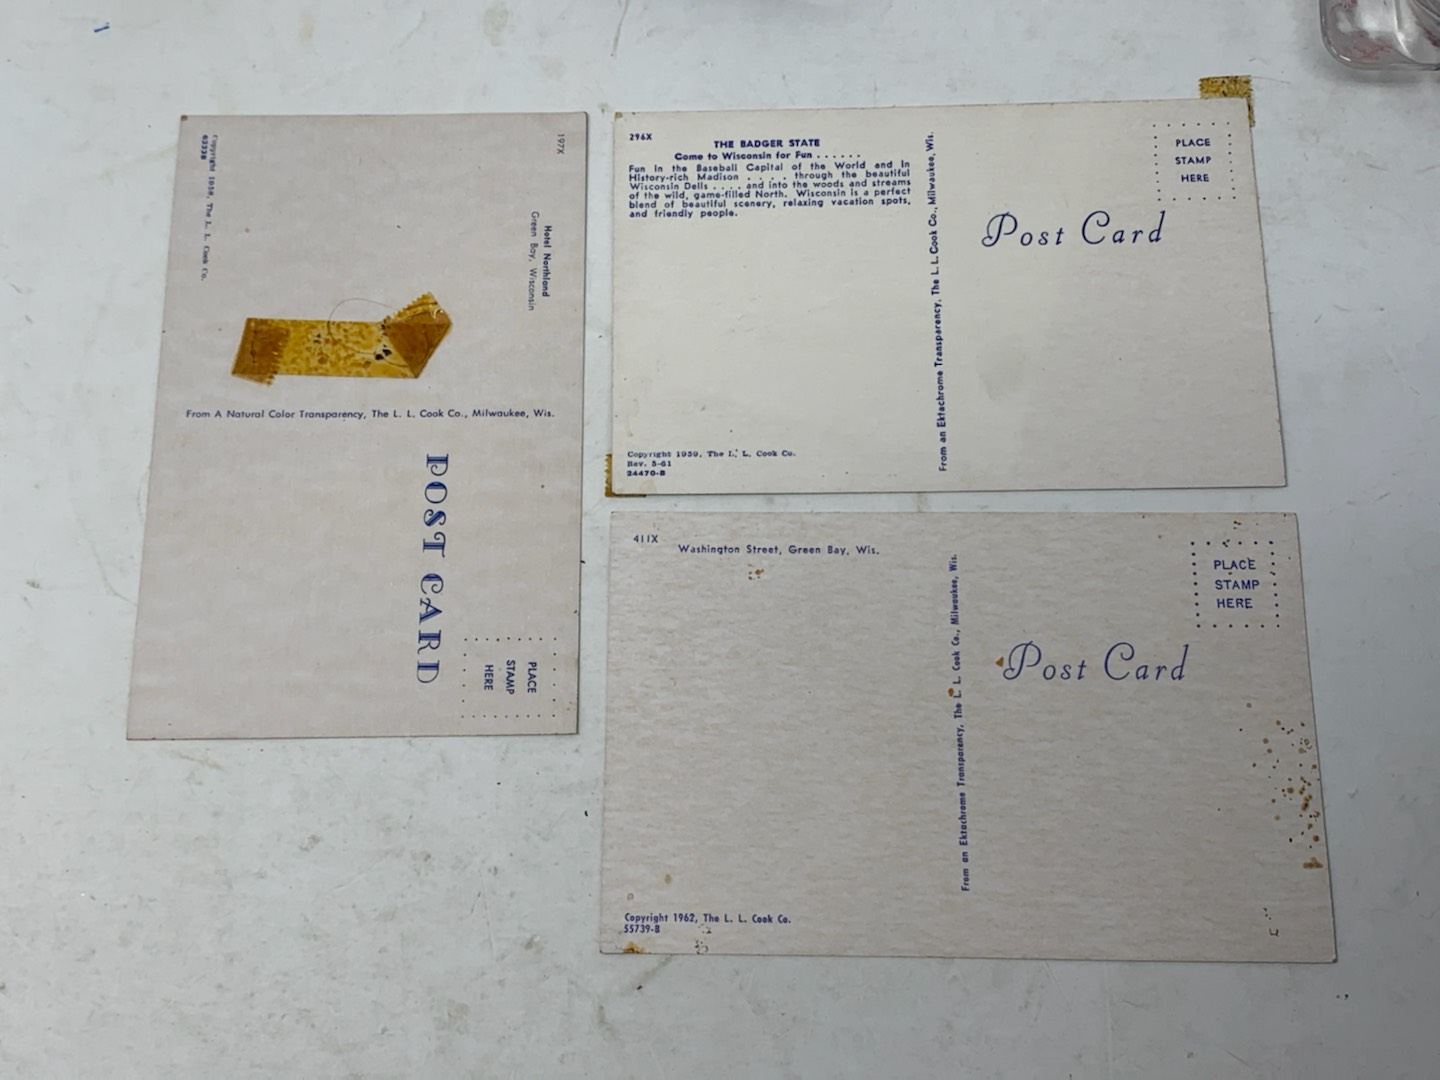 197X
Hotel Northland
Green Bay, Wisconsin
Copyright 1959, The L. L. Cook Co.
63338
From A Natural Color Transparency, The L. L. Cook Co., Milwaukee, Wis.
POST CARD
PLACE
STAMP
HERE
296X
THE BADGER STATE
Come to Wisconsin for Fun . . . . . .
Fun in the Baseball Capital of the World and in
History-rich Madison . . . . through the beautiful
Wisconsin Dells . . . . and into the woods and streams
of the wild, game-filled North. Wisconsin is a perfect
blend of beautiful scenery, relaxing vacation spots,
and friendly people.
Copyright 1959, The L. L. Cook Co.
Rev. 5-61
24470-B
From an Ektachrome Transparency, The L. L. Cook Co., Milwaukee, Wis.
Post Card
PLACE
STAMP
HERE
411X
Washington Street, Green Bay, Wis.
Copyright 1962, The L. L. Cook Co.
55739-B
From an Ektachrome Transparency, The L. L. Cook Co., Milwaukee, Wis.
Post Card
PLACE
STAMP
HERE